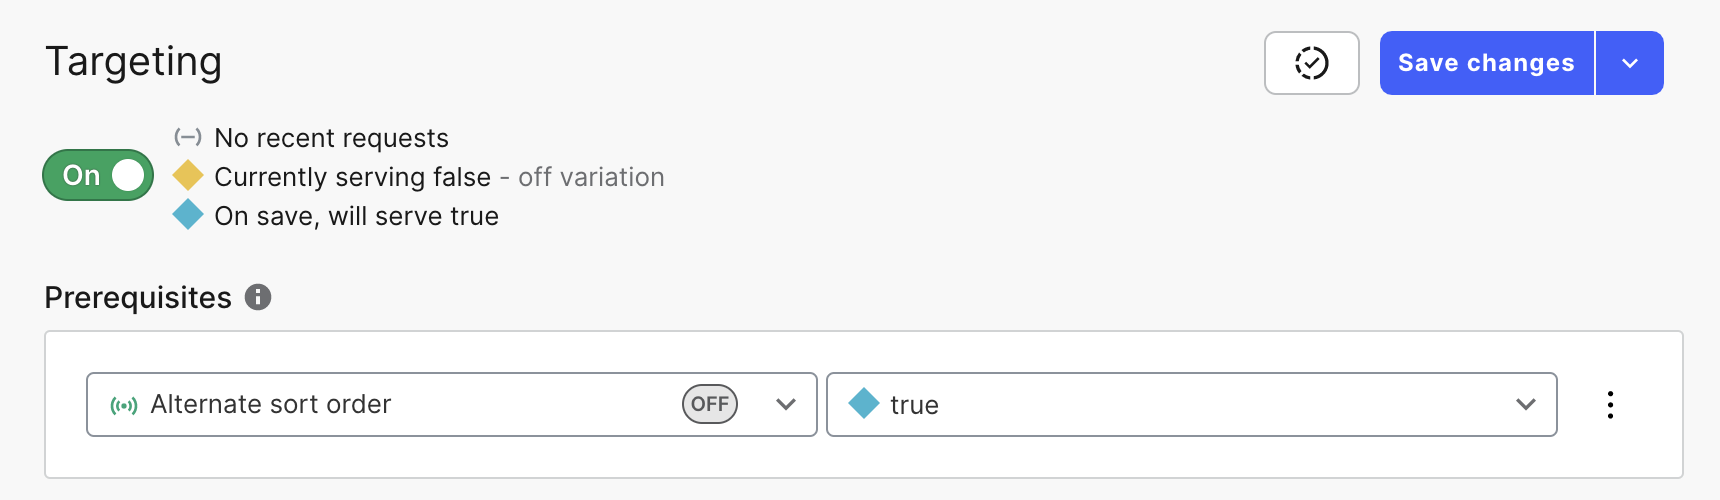 Targeting
Save changes
On
No recent requests
Currently serving false - off variation
On save, will serve true
Prerequisites
Alternate sort order OFF
true